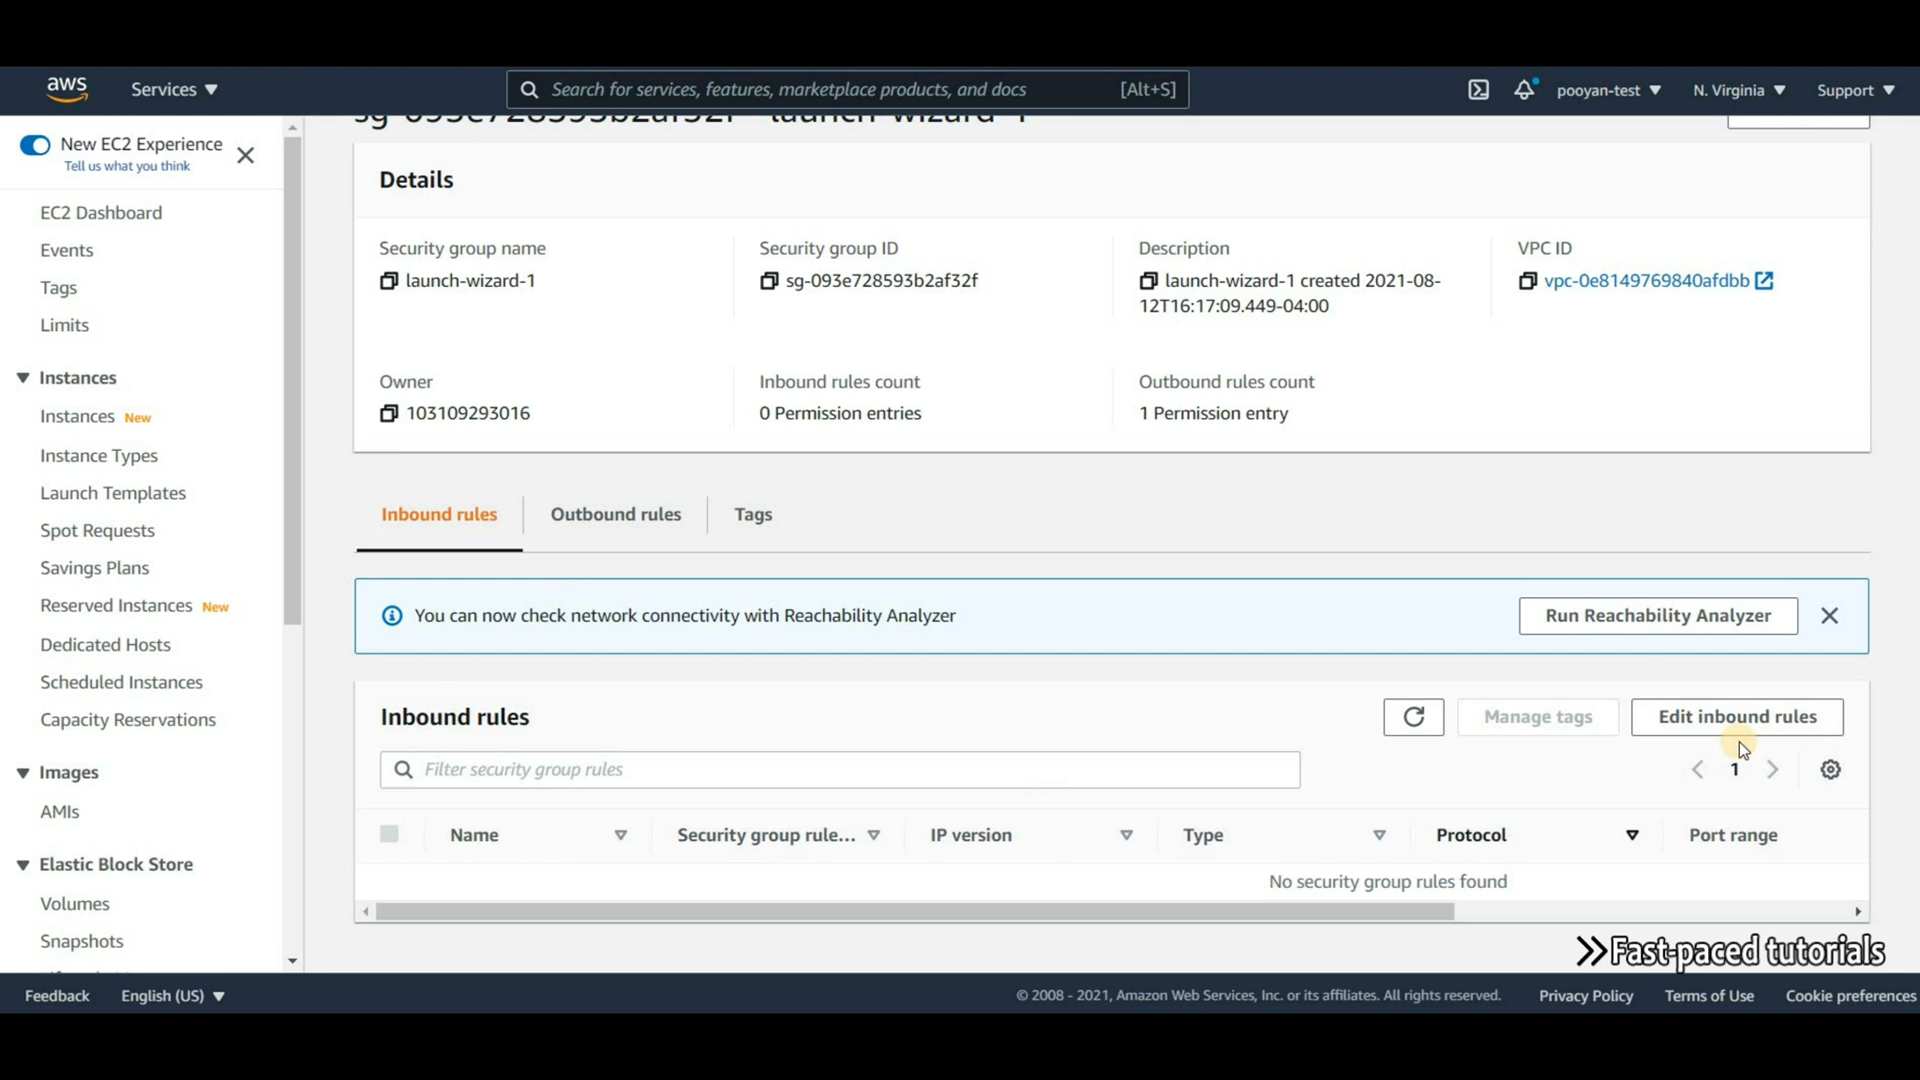 aws
Services
Search for services, features, marketplace products, and docs
[Alt+S]
pooyan-test
N. Virginia
Support
sg-093e728593b2af32f - launch-wizard-1
New EC2 Experience
Tell us what you think
EC2 Dashboard
Events
Tags
Limits
Instances
Instances New
Instance Types
Launch Templates
Spot Requests
Savings Plans
Reserved Instances New
Dedicated Hosts
Scheduled Instances
Capacity Reservations
Images
AMIs
Elastic Block Store
Volumes
Snapshots
Details
Security group name
launch-wizard-1
Security group ID
sg-093e728593b2af32f
Description
launch-wizard-1 created 2021-08-
12T16:17:09.449-04:00
VPC ID
vpc-0e8149769840afdbb
Owner
103109293016
Inbound rules count
0 Permission entries
Outbound rules count
1 Permission entry
Inbound rules
Outbound rules
Tags
You can now check network connectivity with Reachability Analyzer
Run Reachability Analyzer
Inbound rules
Manage tags
Edit inbound rules
Filter security group rules
1
Name
Security group rule...
IP version
Type
Protocol
Port range
No security group rules found
Fast-paced tutorials
Feedback
English (US)
© 2008 - 2021, Amazon Web Services, Inc. or its affiliates. All rights reserved.
Privacy Policy
Terms of Use
Cookie preferences